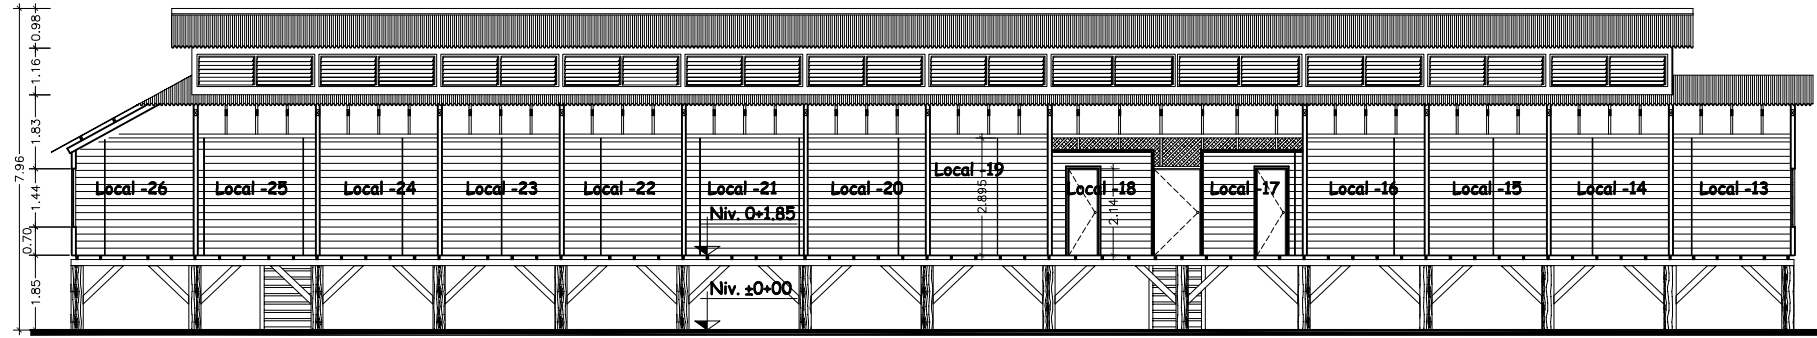 0.98
1.16
1.83
7.96
1.44
0.70
1.85
Local -26
Local -25
Local -24
Local -23
Local -22
Local -21
Local -20
Local -19
Local -18
Local -17
Local -16
Local -15
Local -14
Local -13
2.895
2.14
Niv. 0+1.85
Niv. ±0+00